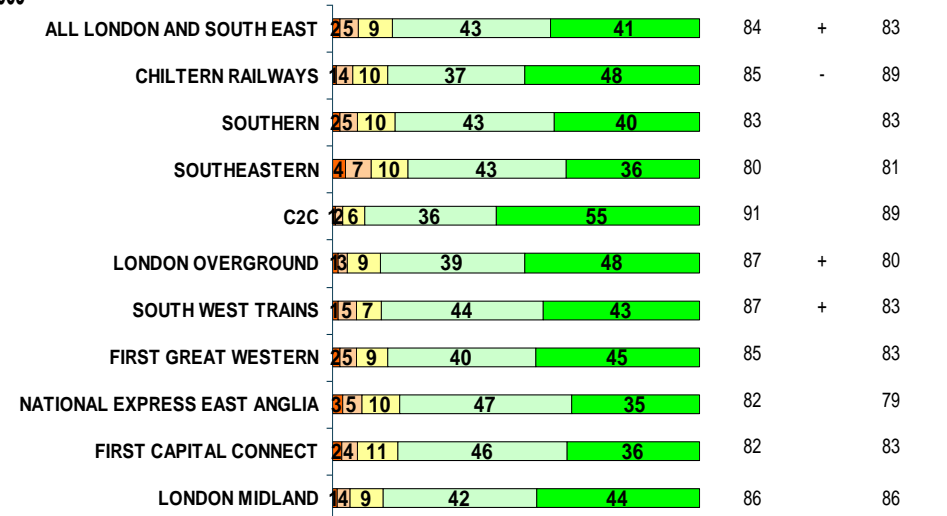 ALL LONDON AND SOUTH EAST 2 5 9 43 41 84 + 83
CHILTERN RAILWAYS 1 4 10 37 48 85 - 89
SOUTHERN 2 5 10 43 40 83 83
SOUTHEASTERN 4 7 10 43 36 80 81
C2C 1 2 6 36 55 91 89
LONDON OVERGROUND 1 3 9 39 48 87 + 80
SOUTH WEST TRAINS 1 5 7 44 43 87 + 83
FIRST GREAT WESTERN 2 5 9 40 45 85 83
NATIONAL EXPRESS EAST ANGLIA 3 5 10 47 35 82 79
FIRST CAPITAL CONNECT 2 4 11 46 36 82 83
LONDON MIDLAND 1 4 9 42 44 86 86